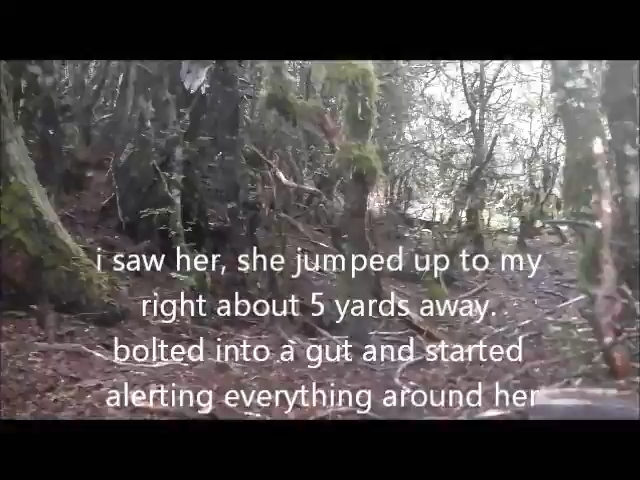 i saw her, she jumped up to my
right about 5 yards away.
bolted into a gut and started
alerting everything around her